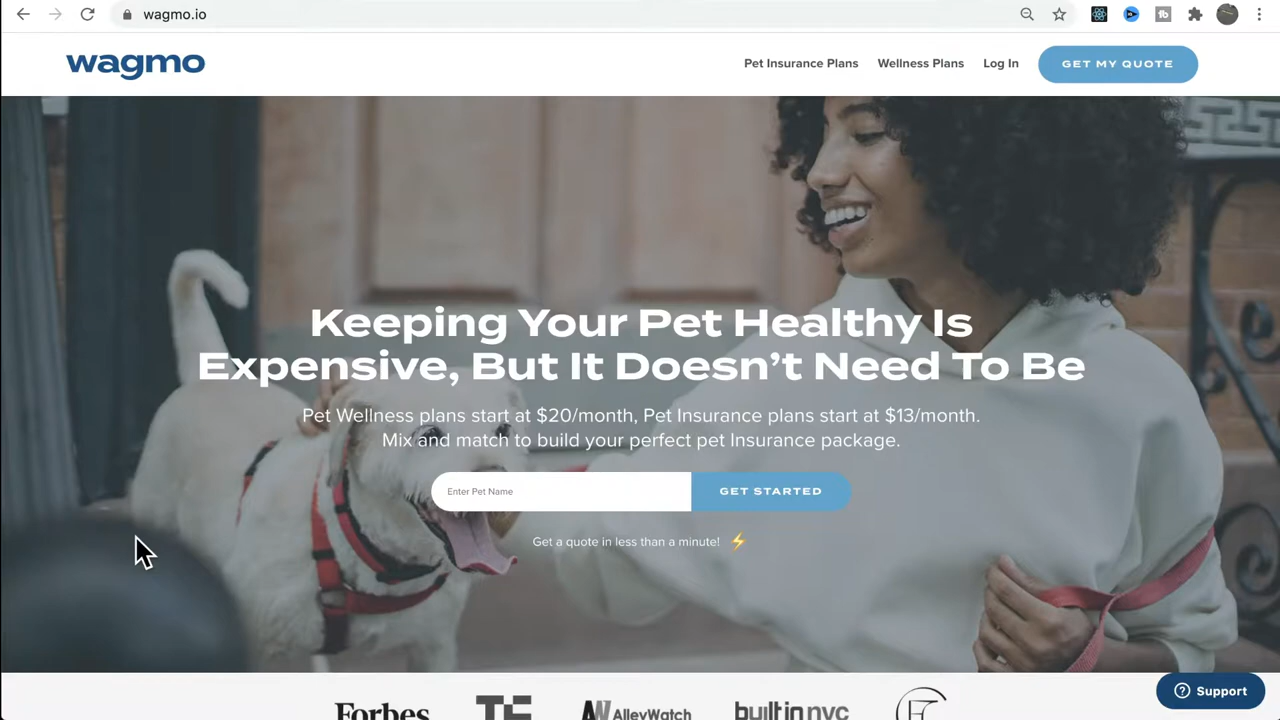 wagmo.io
wagmo
Pet Insurance Plans
Wellness Plans
Log In
GET MY QUOTE
Keeping Your Pet Healthy Is
Expensive, But It Doesn’t Need To Be
Pet Wellness plans start at $20/month, Pet Insurance plans start at $13/month.
Mix and match to build your perfect pet Insurance package.
Enter Pet Name
GET STARTED
Get a quote in less than a minute!
Forbes
AlleyWatch
built in nyc
Support